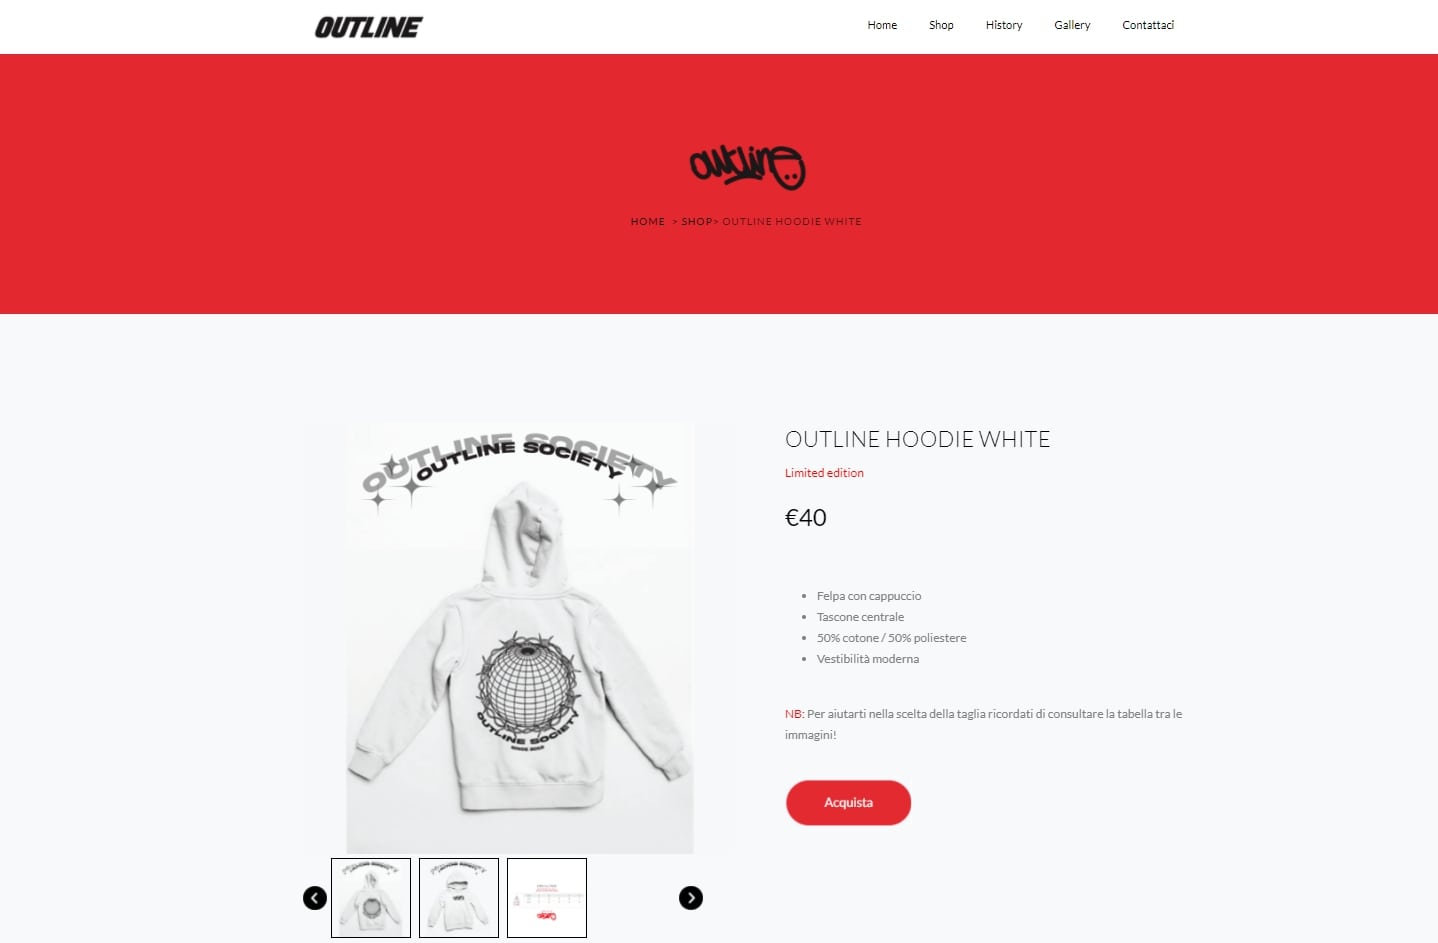 OUTLINE
Home Shop History Gallery Contattaci
outline
HOME > SHOP> OUTLINE HOODIE WHITE
OUTLINE SOCIETY
OUTLINE SOCIETY
OUTLINE SOCIETY
OUTLINE HOODIE WHITE
Limited edition
€40
Felpa con cappuccio
Tascone centrale
50% cotone / 50% poliestere
Vestibilità moderna
NB: Per aiutarti nella scelta della taglia ricordati di consultare la tabella tra le
immagini!
Acquista